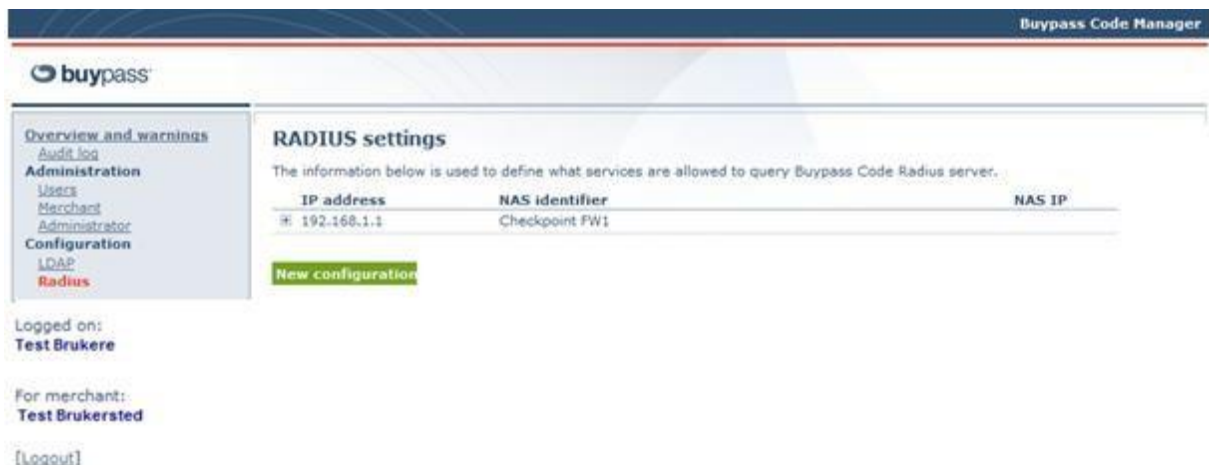 Buypass Code Manager
buypass
Overview and warnings
Audit log
Administration
Users
Merchant
Administrator
Configuration
LDAP
Radius
Logged on:
Test Brukere
For merchant:
Test Brukersted
[Logout]
RADIUS settings
The information below is used to define what services are allowed to query Buypass Code Radius server.
IP address NAS identifier NAS IP
192.168.1.1 Checkpoint FW1
New configuration